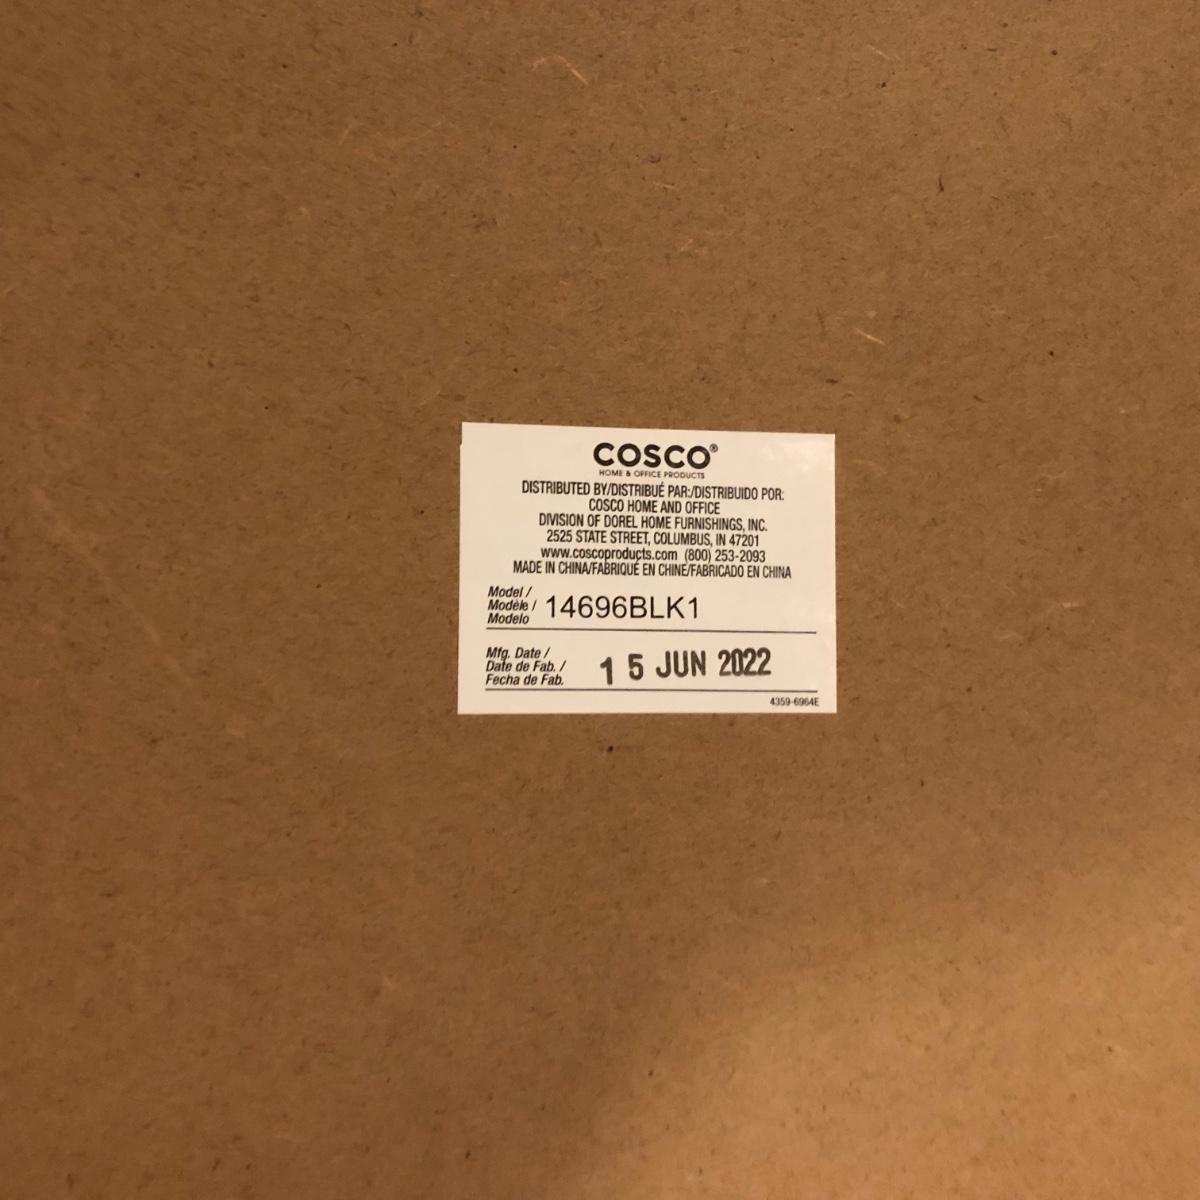 COSCO®
HOME & OFFICE PRODUCTS
DISTRIBUTED BY/DISTRIBUÉ PAR:/DISTRIBUIDO POR:
COSCO HOME AND OFFICE
DIVISION OF DOREL HOME FURNISHINGS, INC.
2525 STATE STREET, COLUMBUS, IN 47201
www.coscoproducts.com (800) 253-2093
MADE IN CHINA/FABRIQUÉ EN CHINE/FABRICADO EN CHINA
Model /
Modèle / 14696BLK1
Modelo
Mfg. Date /
Date de Fab. / 15 JUN 2022
Fecha de Fab.
4359-6964E